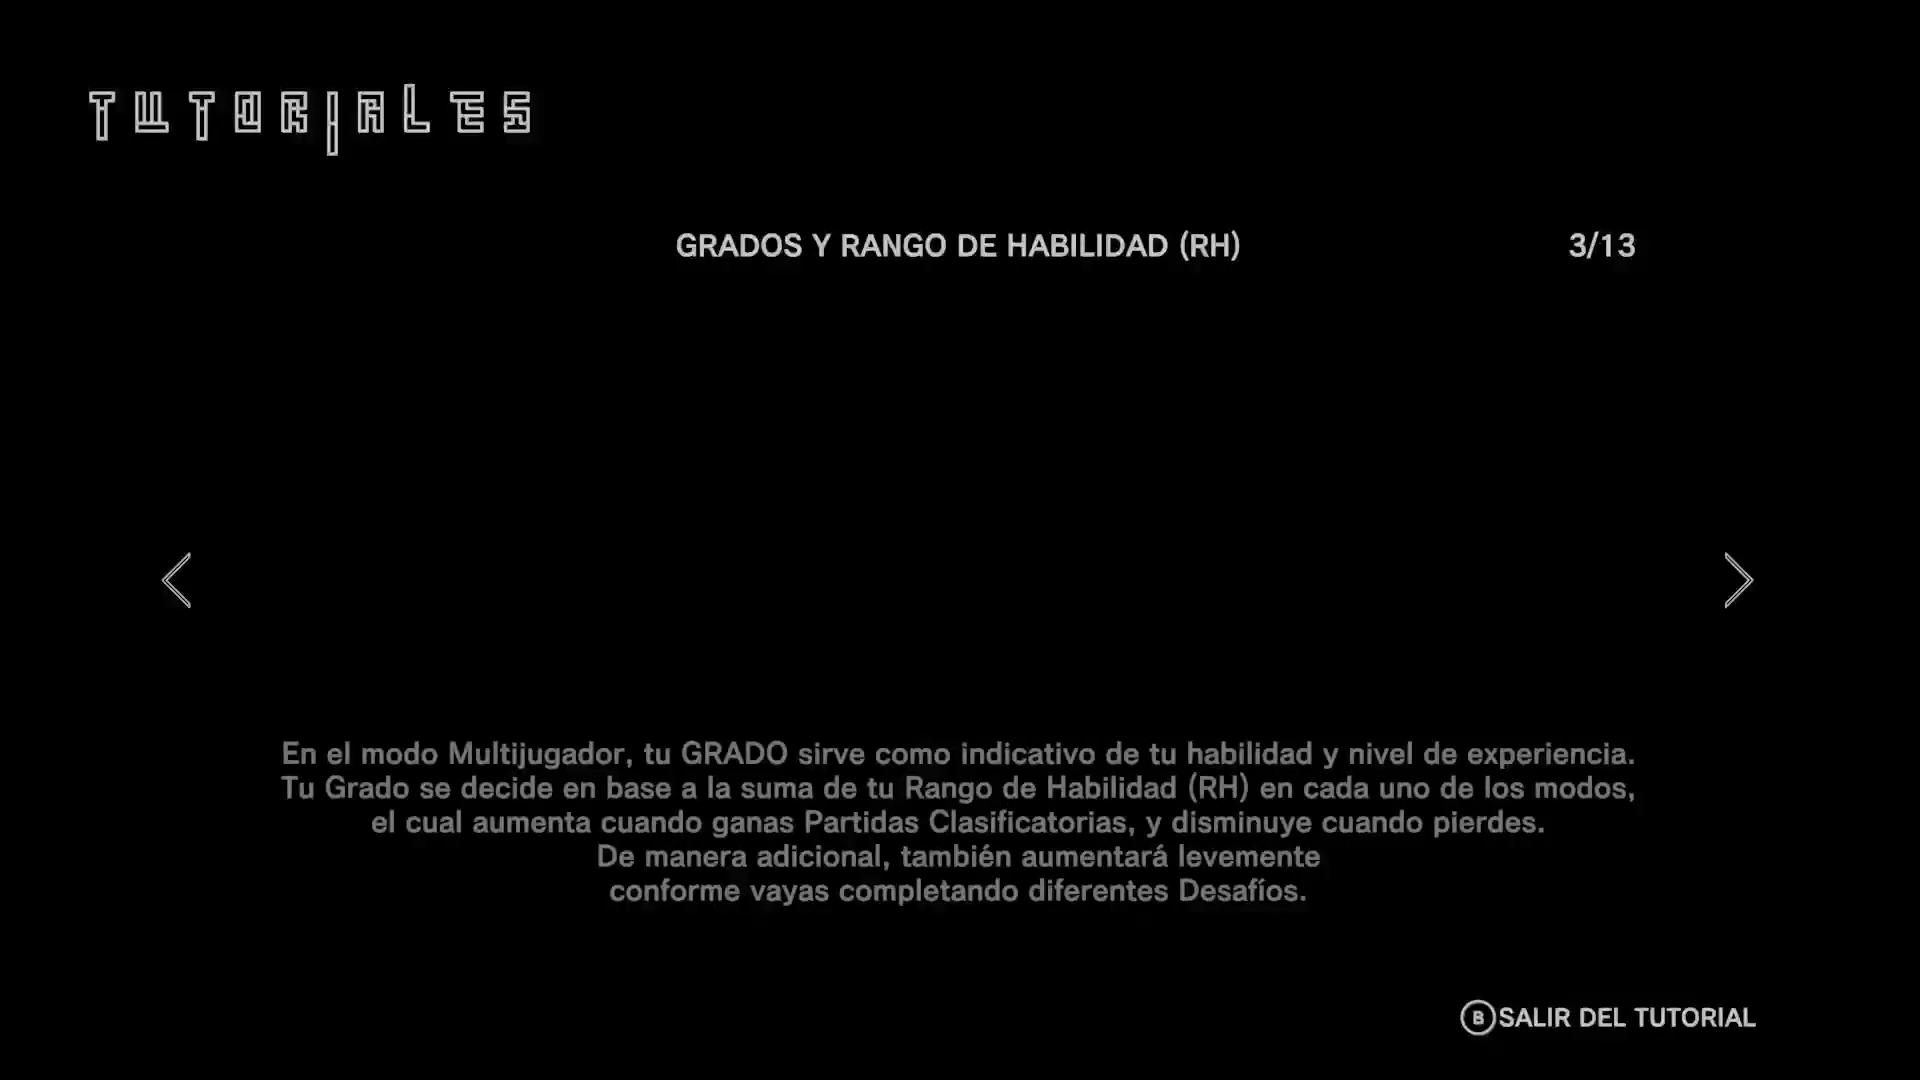 TUTORIALES
GRADOS Y RANGO DE HABILIDAD (RH)
3/13
En el modo Multijugador, tu GRADO sirve como indicativo de tu habilidad y nivel de experiencia.
Tu Grado se decide en base a la suma de tu Rango de Habilidad (RH) en cada uno de los modos,
el cual aumenta cuando ganas Partidas Clasificatorias, y disminuye cuando pierdes.
De manera adicional, también aumentará levemente
conforme vayas completando diferentes Desafíos.
B SALIR DEL TUTORIAL